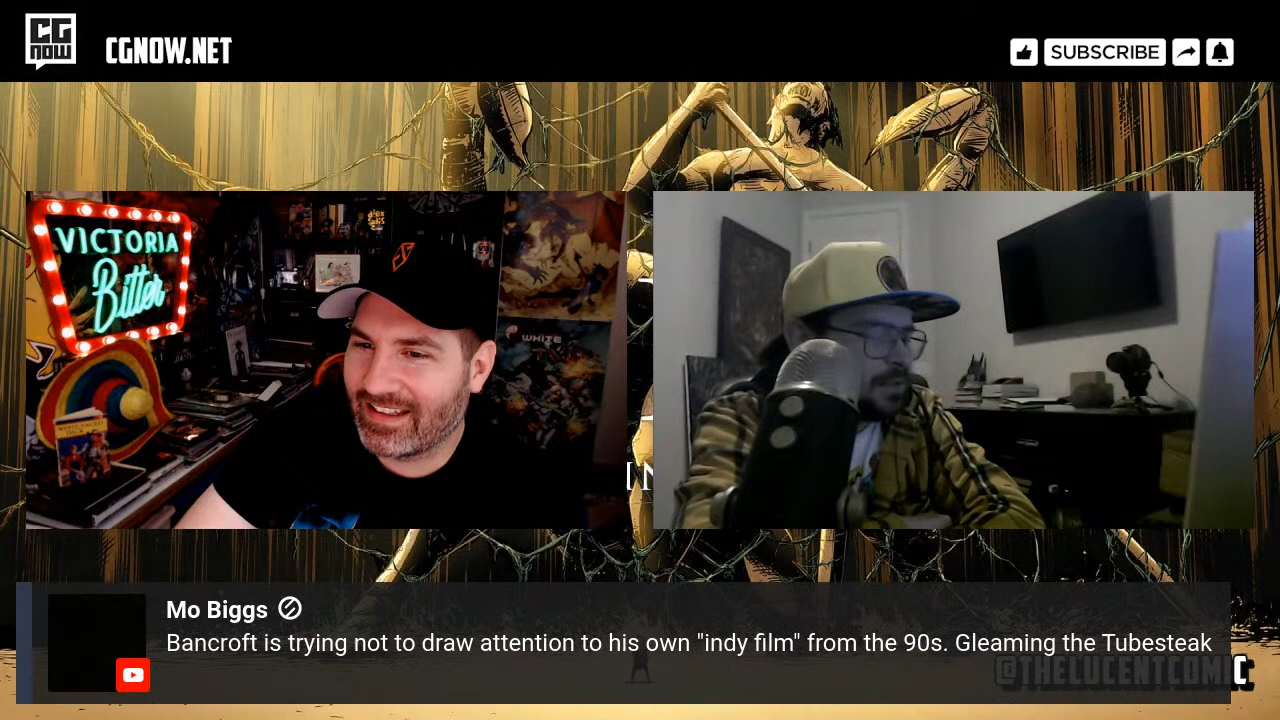 CG
NOW
CGNOW.NET
SUBSCRIBE
VICTORIA
Bitter
WHITE
Mo Biggs
Bancroft is trying not to draw attention to his own "indy film" from the 90s. Gleaming the Tubesteak
@THELUCENTCOMIC